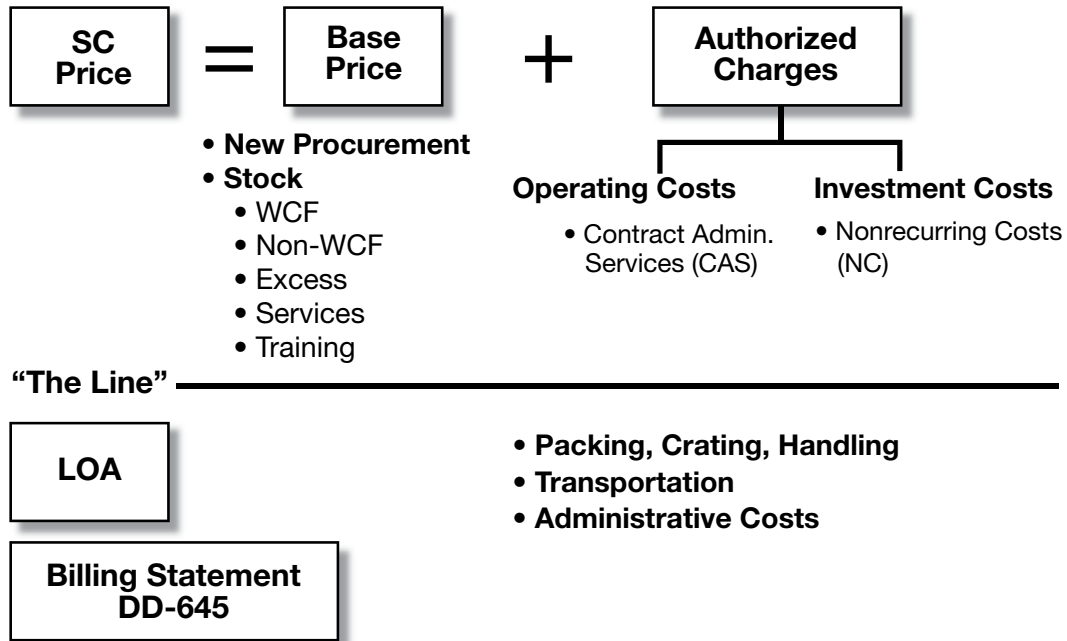 SC
Price
=
Base
Price
+
Authorized
Charges
• New Procurement
• Stock
• WCF
• Non-WCF
• Excess
• Services
• Training
Operating Costs
• Contract Admin.
Services (CAS)
Investment Costs
• Nonrecurring Costs
(NC)
“The Line”
LOA
• Packing, Crating, Handling
• Transportation
• Administrative Costs
Billing Statement
DD-645